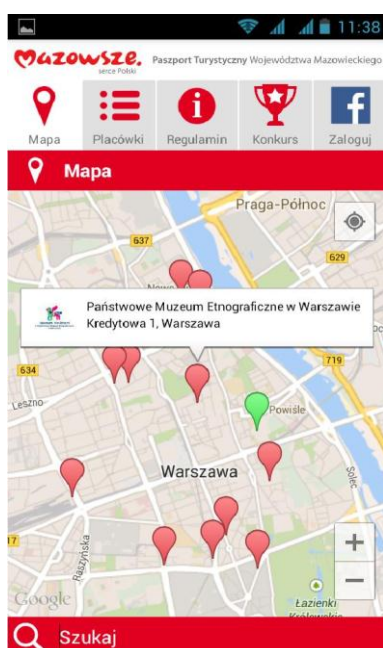 11:38
Mazowsze.
serce Polski
Paszport Turystyczny Województwa Mazowieckiego
Mapa
Placówki
Regulamin
Konkurs
Zaloguj
Mapa
Praga-Północ
637
629
Państwowe Muzeum Etnograficzne w Warszawie
Kredytowa 1, Warszawa
719
634
Leszno
Powiśle
Warszawa
Solec
17
Raszyńska
Google
Łazienki
Królewskie
+
−
Szukaj